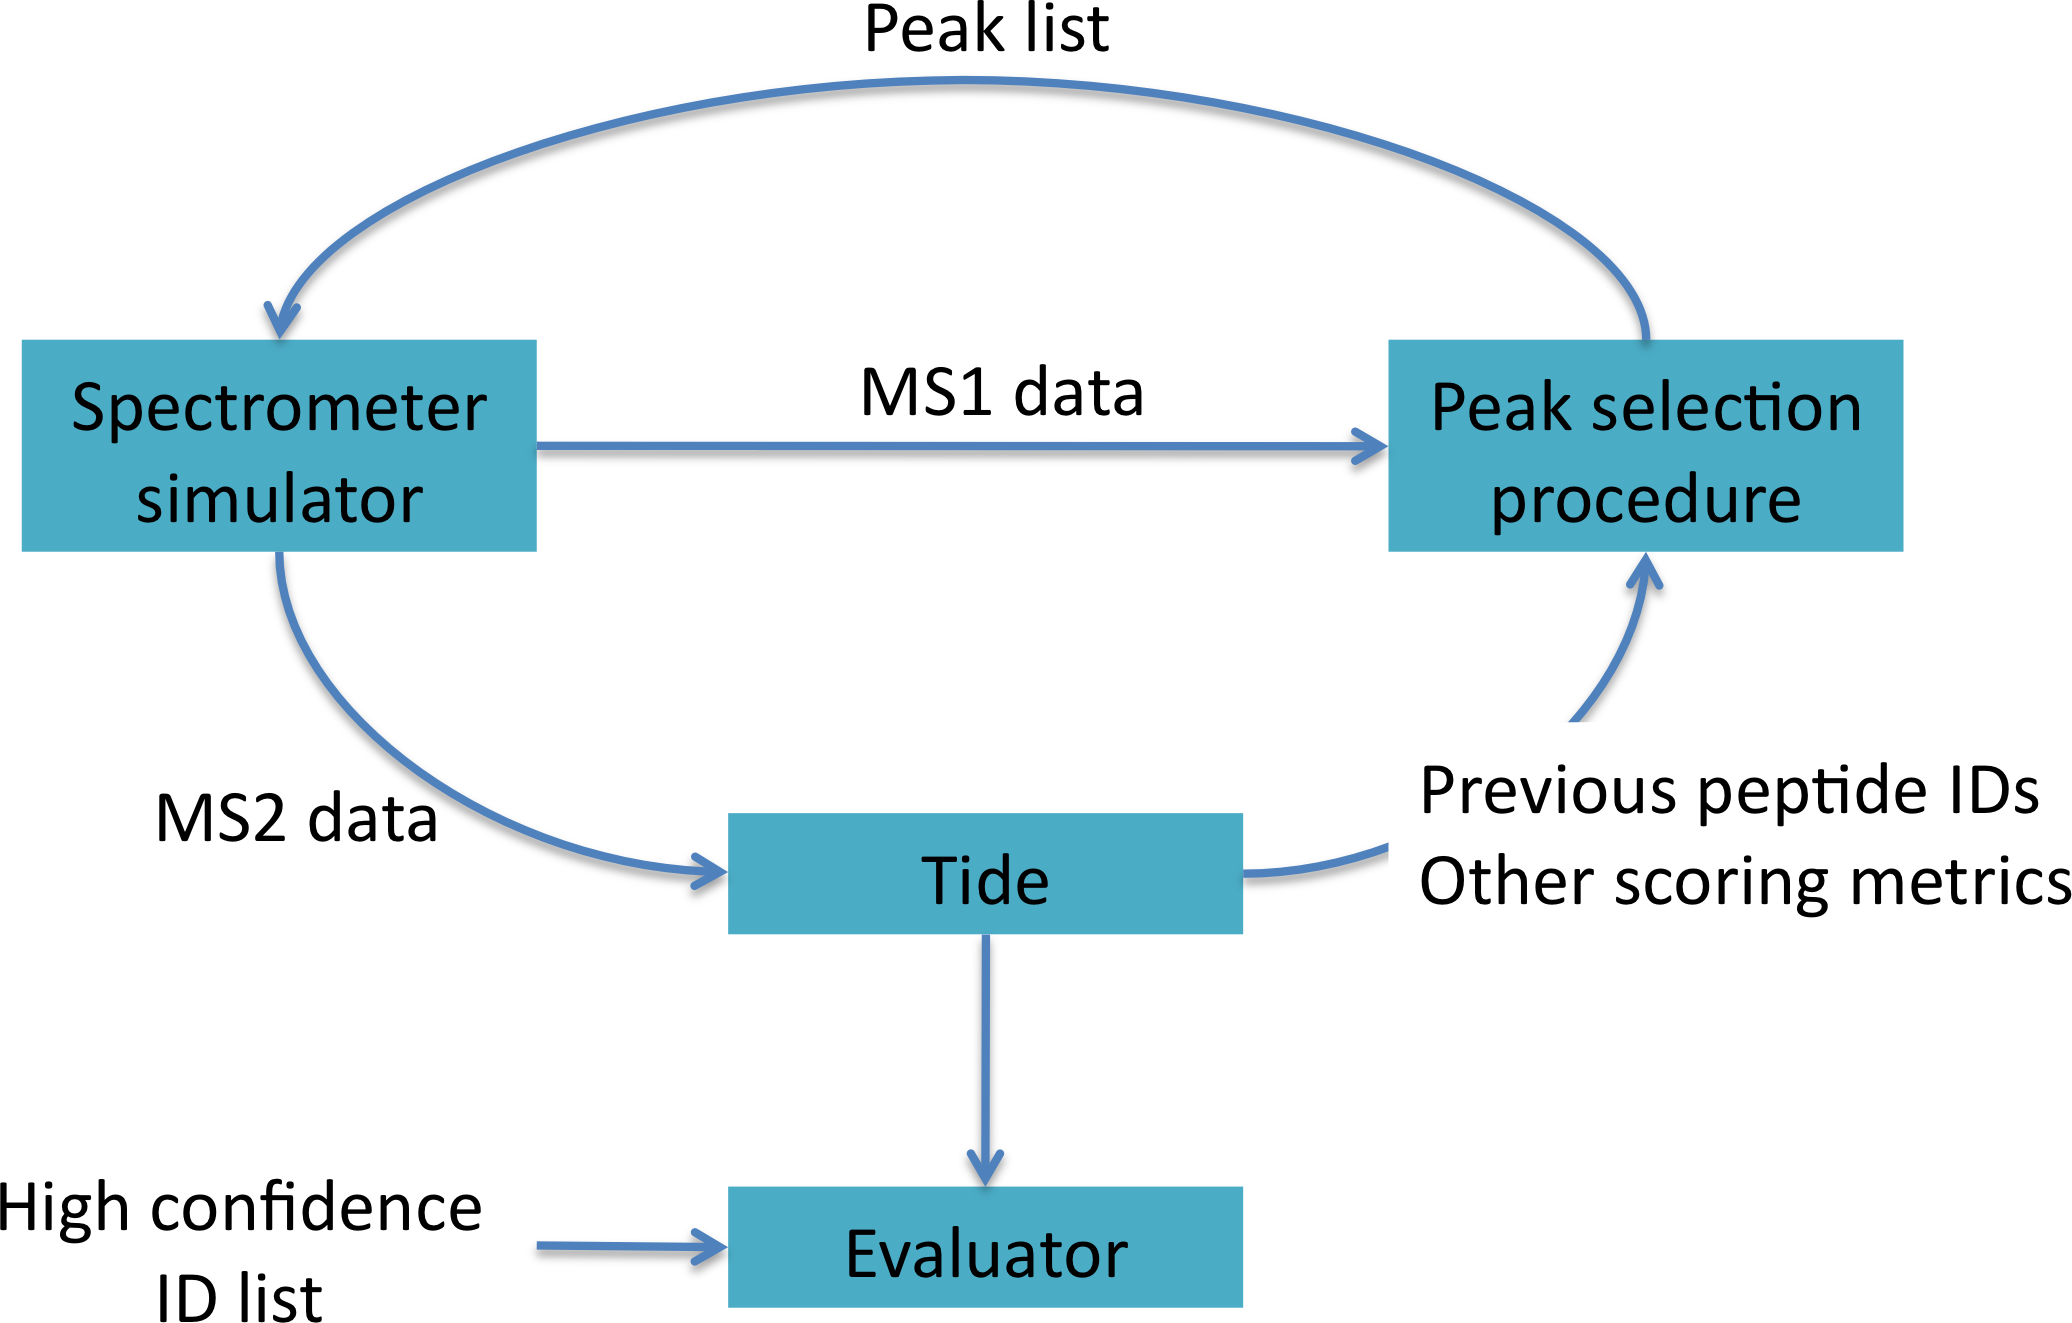 Peak list
Spectrometer
simulator
MS1 data
Peak selection
procedure
MS2 data
Tide
Previous peptide IDs
Other scoring metrics
High confidence
ID list
Evaluator